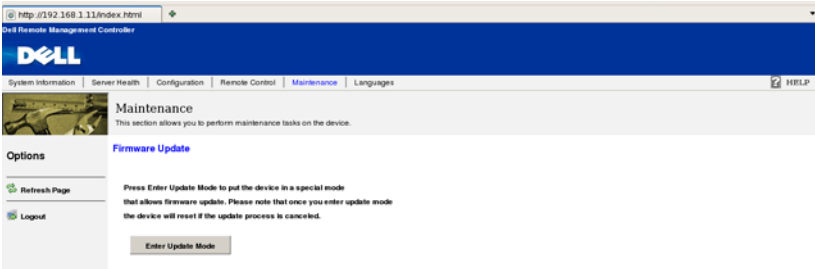 http://192.168.1.11/index.html
Dell Remote Management Controller
DELL
System Information | Server Health | Configuration | Remote Control | Maintenance | Languages
HELP
Maintenance
This section allows you to perform maintenance tasks on the device.
Options
Firmware Update
Refresh Page
Logout
Press Enter Update Mode to put the device in a special mode
that allows firmware update. Please note that once you enter update mode
the device will reset if the update process is canceled.
Enter Update Mode